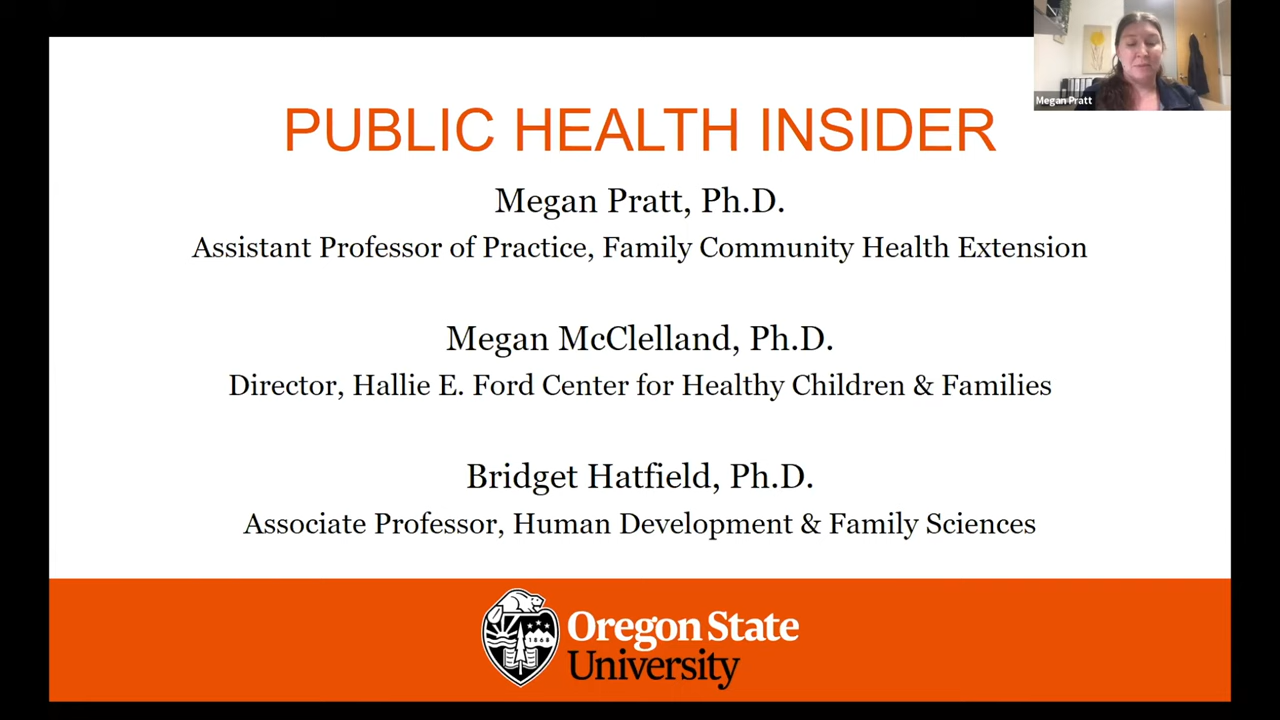 PUBLIC HEALTH INSIDER
Megan Pratt
Megan Pratt, Ph.D.
Assistant Professor of Practice, Family Community Health Extension
Megan McClelland, Ph.D.
Director, Hallie E. Ford Center for Healthy Children & Families
Bridget Hatfield, Ph.D.
Associate Professor, Human Development & Family Sciences
1868
Oregon State
University